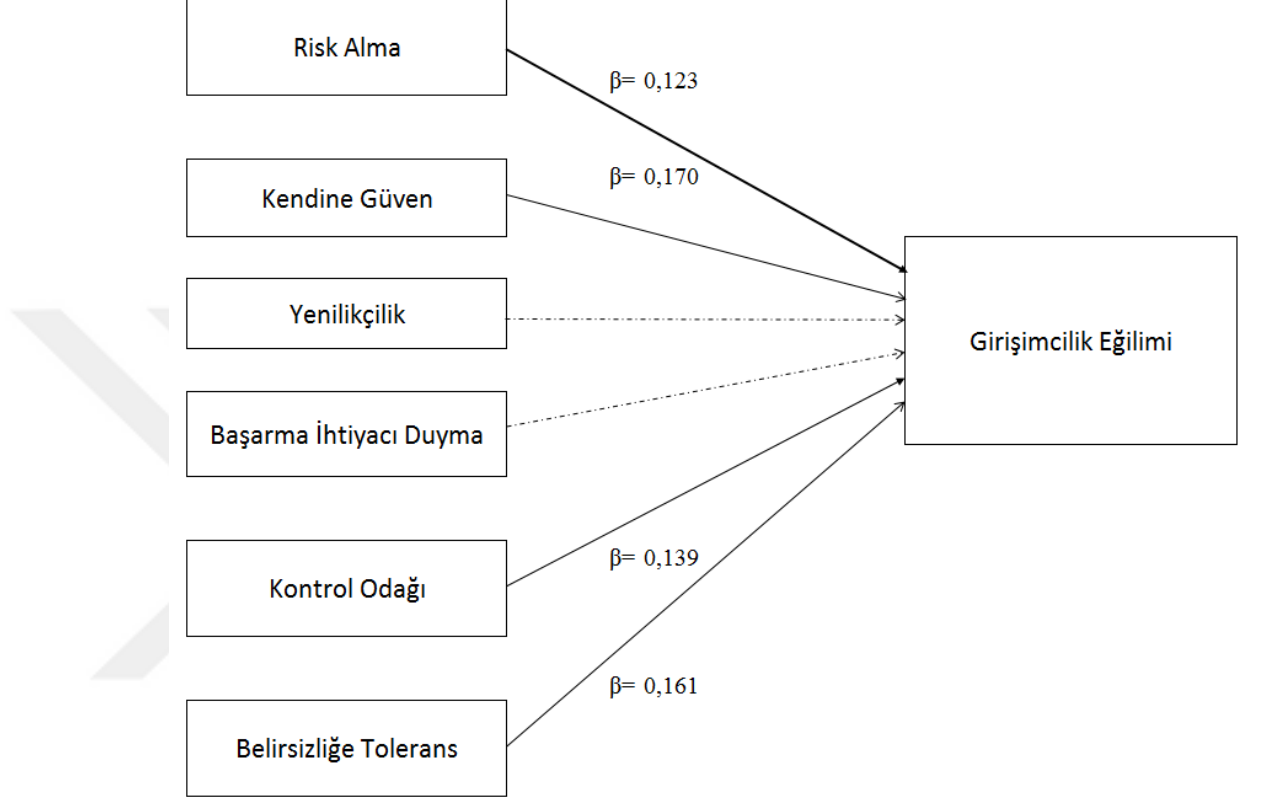 Risk Alma
β= 0,123
Kendine Güven
β= 0,170
Yenilikçilik
Girişimcilik Eğilimi
Başarma İhtiyacı Duyma
Kontrol Odağı
β= 0,139
Belirsizliğe Tolerans
β= 0,161